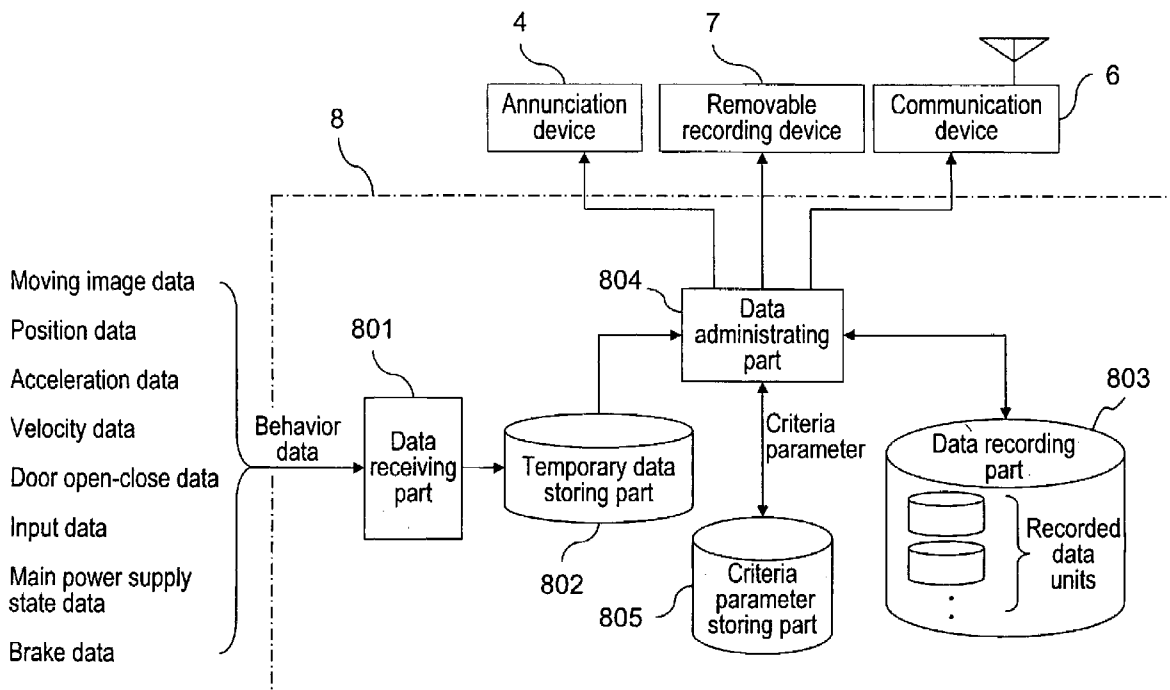 4
7
6
Annunciation
device
Removable
recording device
Communication
device
8
Moving image data
Position data
Acceleration data
Velocity data
Door open-close data
Input data
Main power supply
state data
Brake data
Behavior
data
801
Data
receiving
part
Temporary data
storing part
802
804
Data
administrating
part
Criteria
parameter
Criteria
parameter
storing part
805
803
Data recording
part
Recorded
data
units